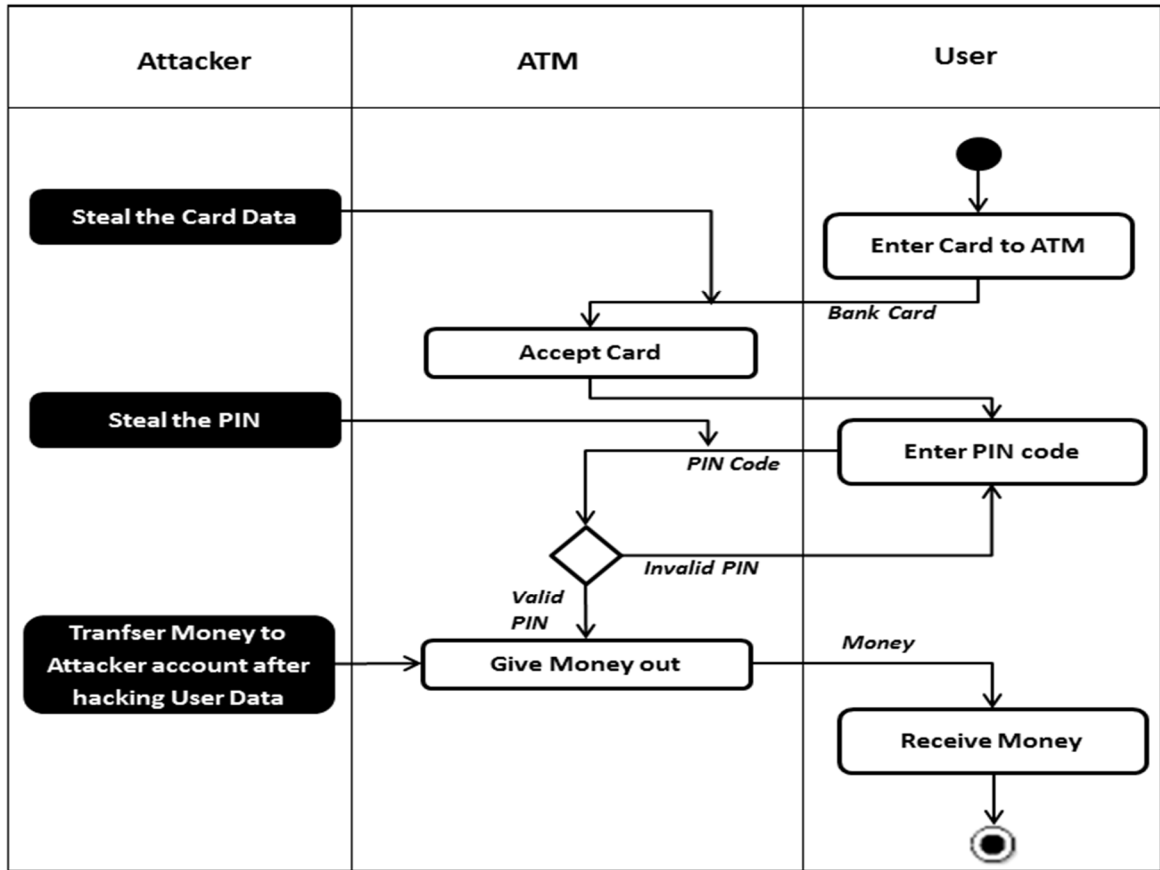 Attacker
ATM
User
Steal the Card Data
Enter Card to ATM
Bank Card
Accept Card
Steal the PIN
Enter PIN code
PIN Code
Invalid PIN
Valid
PIN
Tranfser Money to
Attacker account after
hacking User Data
Give Money out
Money
Receive Money